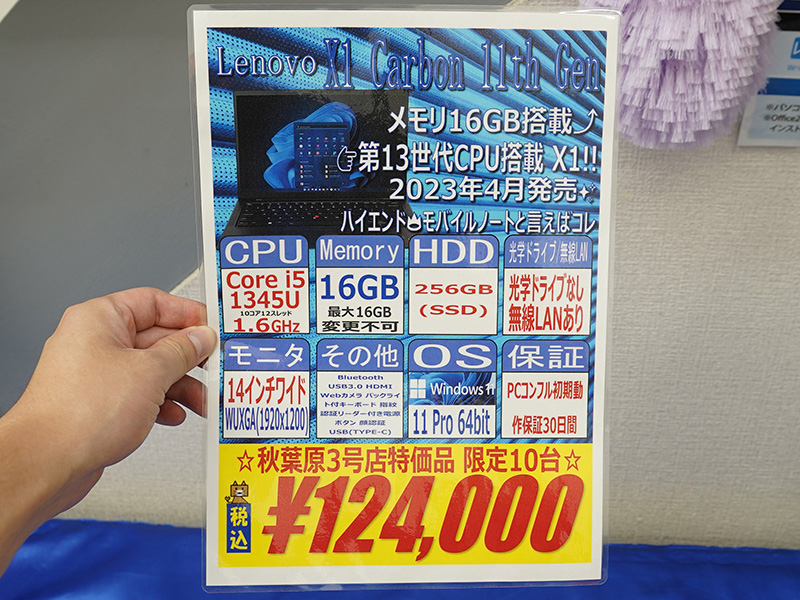 Lenovo X1 Carbon 11th Gen
メモリ16GB搭載⤴
☞第13世代CPU搭載 X1!!
2023年4月発売
ハイエンドモバイルノートと言えばコレ
CPU
Core i5
1345U
10コア12スレッド
1.6GHz
Memory
16GB
最大16GB
変更不可
HDD
256GB
(SSD)
光学ドライブ/無線LAN
光学ドライブなし
無線LANあり
モニタ
14インチワイド
WUXGA(1920x1200)
その他
Bluetooth
USB3.0 HDMI
Webカメラ バックライ
ト付キーボード 指紋
認証リーダー付き電源
ボタン 顔認証
USB(TYPE-C)
OS
Windows 11
11 Pro 64bit
保証
PCコンフル初期動
作保証30日間
☆秋葉原3号店特価品 限定10台☆
税込
¥124,000
※パソコ
※Office2
インスト